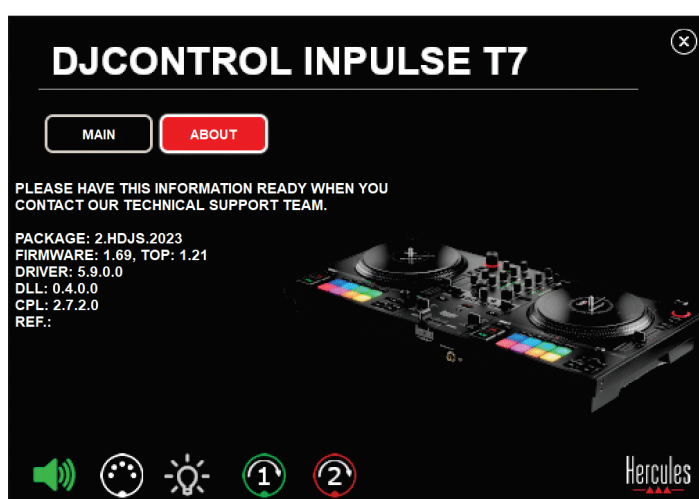 DJCONTROL INPULSE T7
MAIN
ABOUT
PLEASE HAVE THIS INFORMATION READY WHEN YOU
CONTACT OUR TECHNICAL SUPPORT TEAM.
PACKAGE: 2.HDJS.2023
FIRMWARE: 1.69, TOP: 1.21
DRIVER: 5.9.0.0
DLL: 0.4.0.0
CPL: 2.7.2.0
REF.:
1
2
Hercules